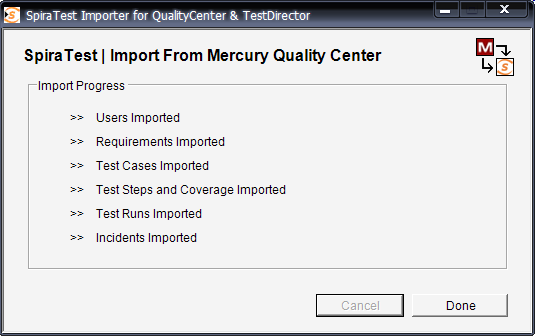 SpiraTest Importer for QualityCenter & TestDirector
SpiraTest | Import From Mercury Quality Center
M
S
Import Progress
>> Users Imported
>> Requirements Imported
>> Test Cases Imported
>> Test Steps and Coverage Imported
>> Test Runs Imported
>> Incidents Imported
Cancel
Done